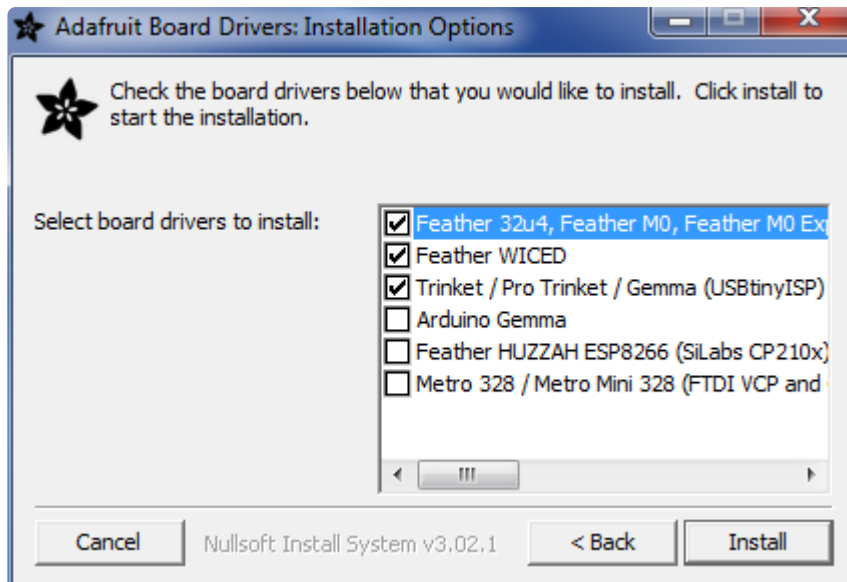 Adafruit Board Drivers: Installation Options
Check the board drivers below that you would like to install. Click install to
start the installation.
Select board drivers to install:
Feather 32u4, Feather M0, Feather M0
Feather WICED
Trinket / Pro Trinket / Gemma (USBtinyISP)
Arduino Gemma
Feather HUZZAH ESP8266 (SiLabs CP210x)
Metro 328 / Metro Mini 328 (FTDI VCP and
Cancel
Nullsoft Install System v3.02.1
< Back
Install